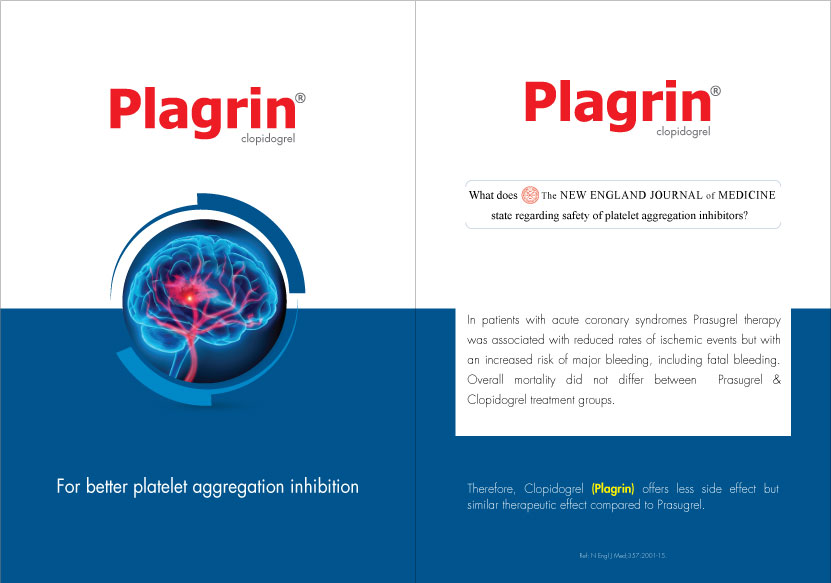 Plagrin®
clopidogrel
For better platelet aggregation inhibition
Plagrin®
clopidogrel
What does The NEW ENGLAND JOURNAL of MEDICINE
state regarding safety of platelet aggregation inhibitors?
In patients with acute coronary syndromes Prasugrel therapy
was associated with reduced rates of ischemic events but with
an increased risk of major bleeding, including fatal bleeding.
Overall mortality did not differ between Prasugrel &
Clopidogrel treatment groups.
Therefore, Clopidogrel (Plagrin) offers less side effect but
similar therapeutic effect compared to Prasugrel.
Ref: N Engl J Med;357:2001-15.